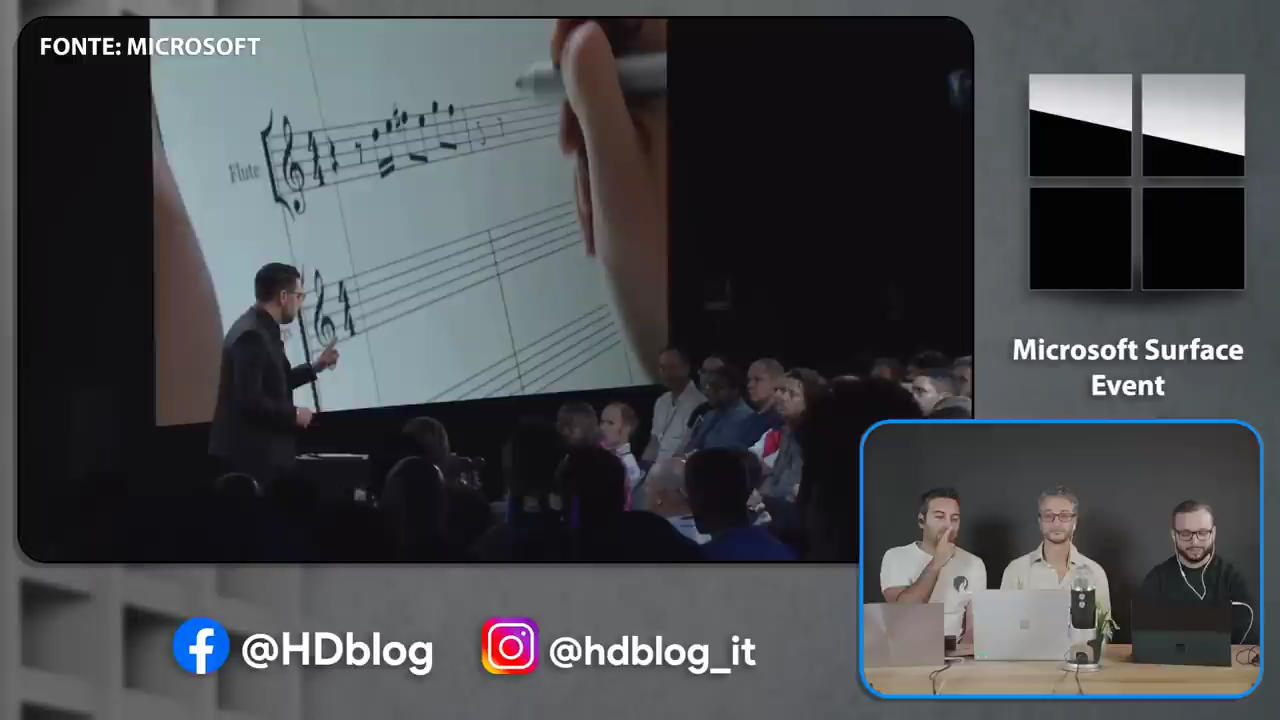 FONTE: MICROSOFT
Flute
Microsoft Surface
Event
@HDblog
@hdblog_it